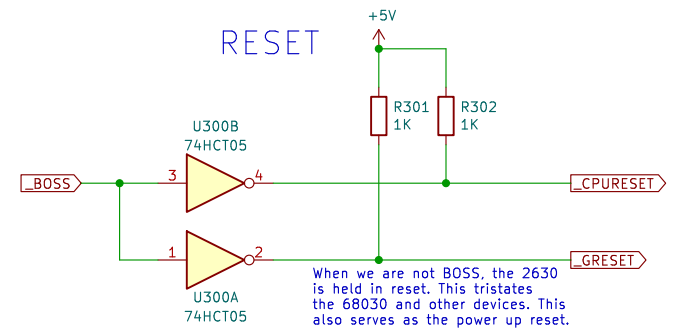 +5V
RESET
R301
1K
R302
1K
U300B
74HCT05
_BOSS
3
4
_CPURESET
1
2
_GRESET
U300A
74HCT05
When we are not BOSS, the 2630
is held in reset. This tristates
the 68030 and other devices. This
also serves as the power up reset.